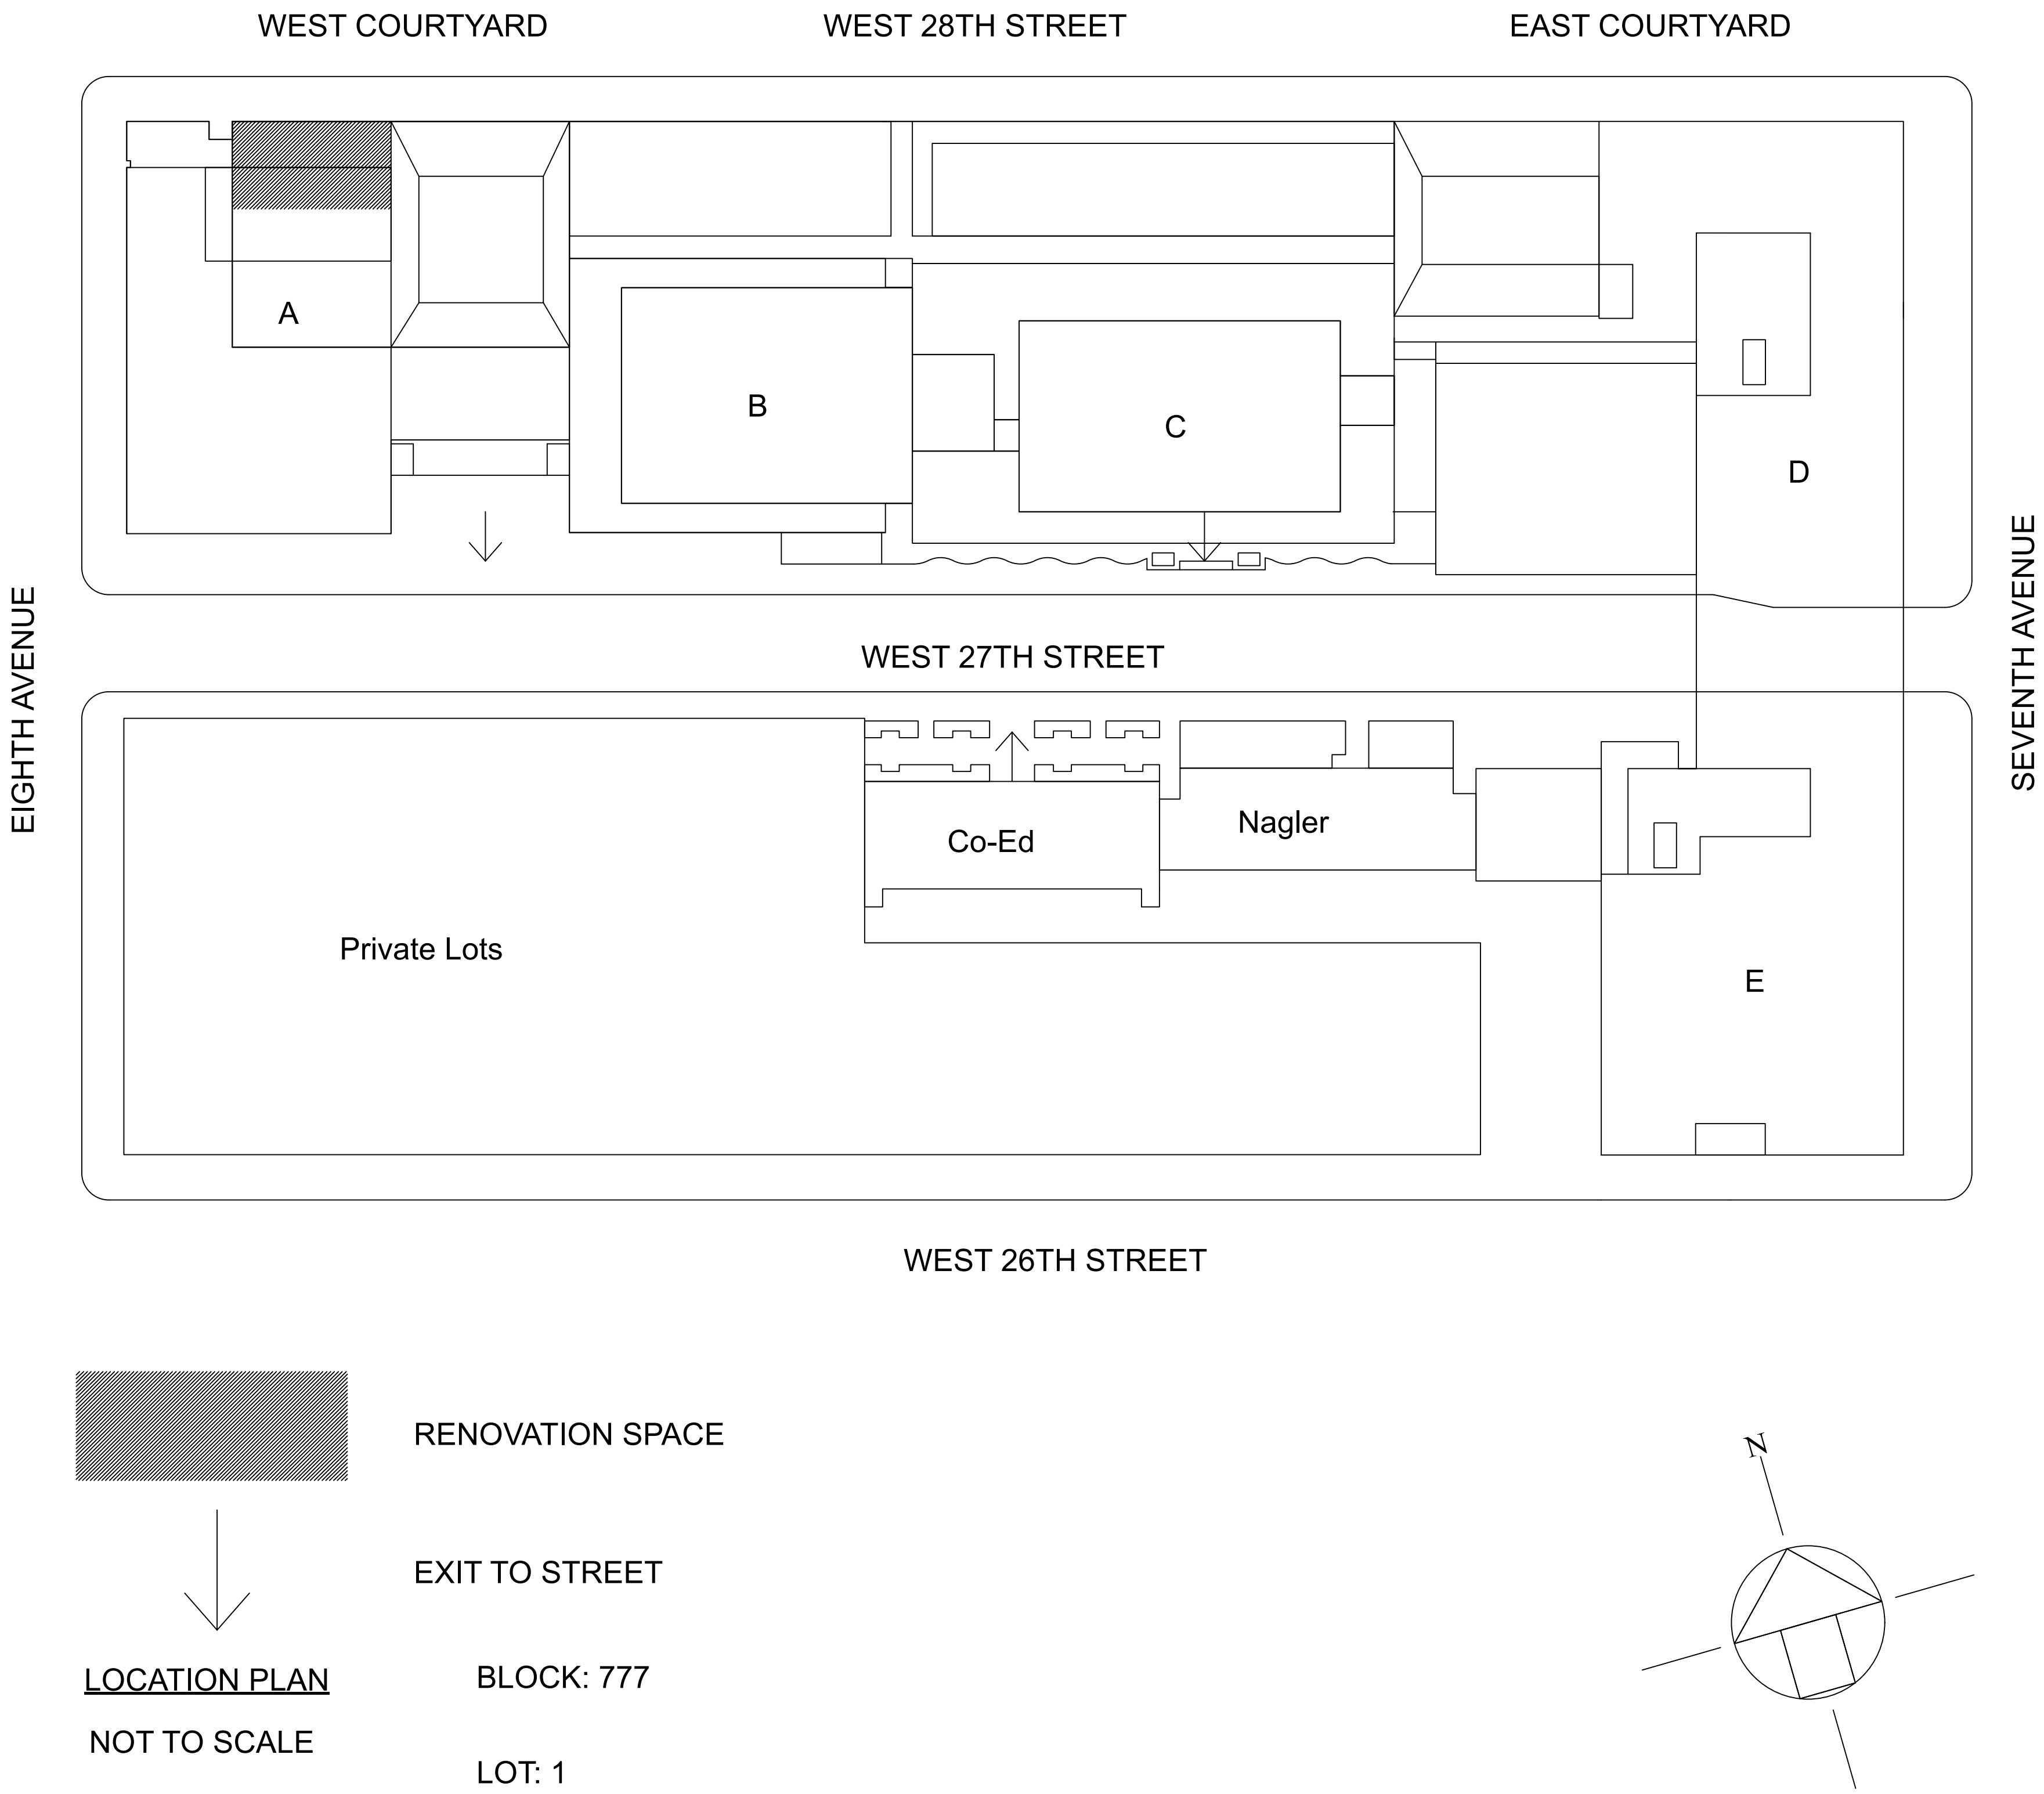 WEST COURTYARD
WEST 28TH STREET
EAST COURTYARD
A
B
C
D
EIGHTH AVENUE
SEVENTH AVENUE
WEST 27TH STREET
Co-Ed
Nagler
Private Lots
E
WEST 26TH STREET
RENOVATION SPACE
N
EXIT TO STREET
LOCATION PLAN
BLOCK: 777
NOT TO SCALE
LOT: 1